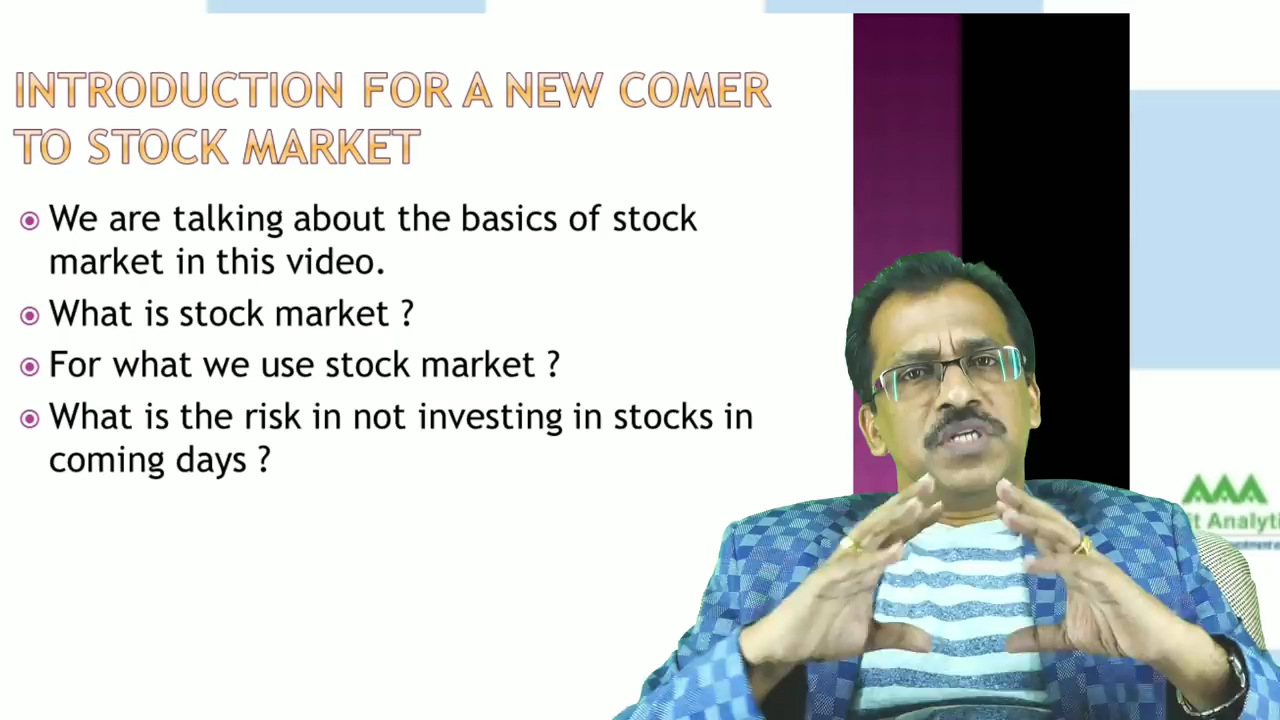 INTRODUCTION FOR A NEW COMER
TO STOCK MARKET
We are talking about the basics of stock
market in this video.
What is stock market ?
For what we use stock market ?
What is the risk in not investing in stocks in
coming days ?
AAA
it Analyti